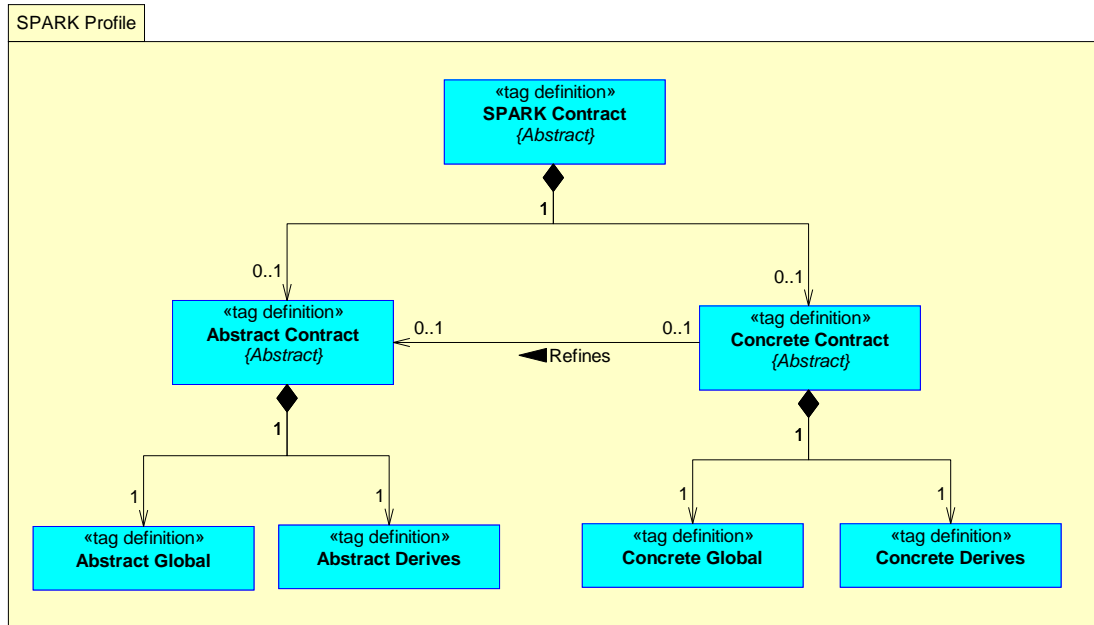 SPARK Profile
«tag definition»
SPARK Contract
{Abstract}
1
0..1
0..1
«tag definition»
Abstract Contract
{Abstract}
0..1
0..1
Refines
«tag definition»
Concrete Contract
{Abstract}
1
1
1
1
1
1
«tag definition»
Abstract Global
«tag definition»
Abstract Derives
«tag definition»
Concrete Global
«tag definition»
Concrete Derives